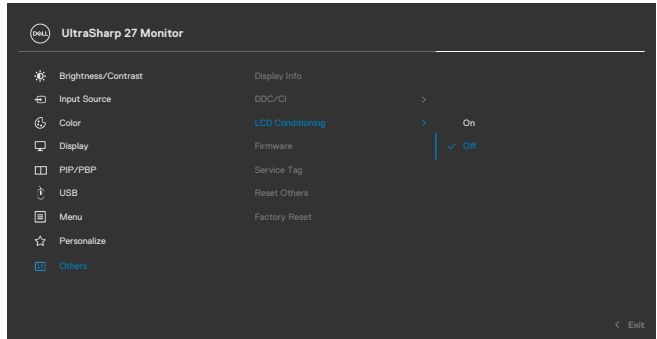 DELL UltraSharp 27 Monitor
Brightness/Contrast Display Info
Input Source DDC/CI
Color LCD Conditioning On
Display Firmware Off
PIP/PBP Service Tag
USB Reset Others
Menu Factory Reset
Personalize
Others
Exit